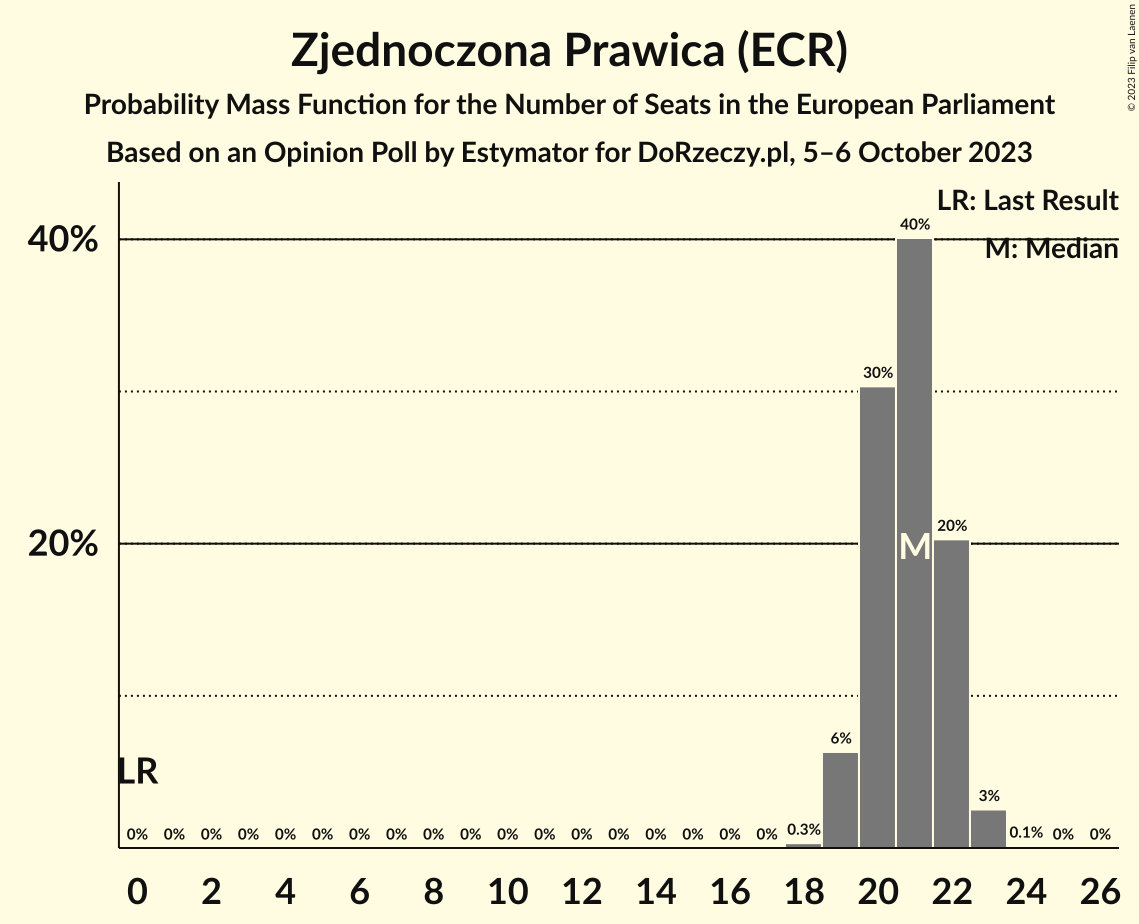 Zjednoczona Prawica (ECR)
Probability Mass Function for the Number of Seats in the European Parliament
Based on an Opinion Poll by Estymator for DoRzeczy.pl, 5–6 October 2023
© 2023 Filip van Laenen
LR: Last Result
M: Median
40%
20%
40%
30%
20%
M
6%
3%
LR
0% 0% 0% 0% 0% 0% 0% 0% 0% 0% 0% 0% 0% 0% 0% 0% 0% 0% 0.3% 0.1% 0% 0%
0 2 4 6 8 10 12 14 16 18 20 22 24 26